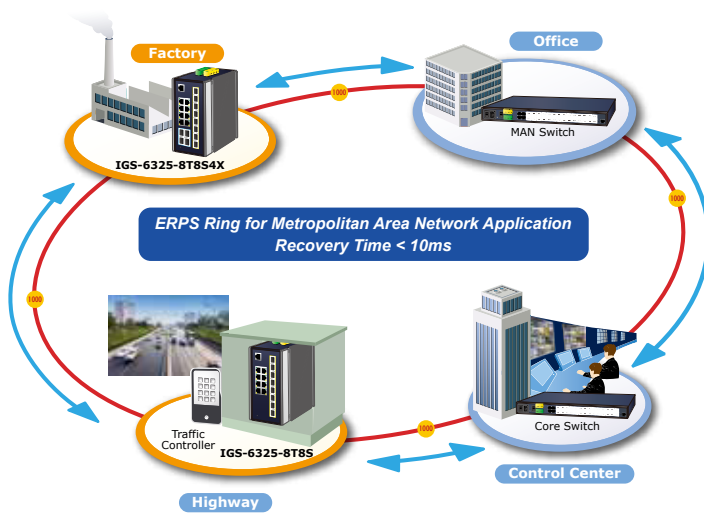 Factory
Office
1000
MAN Switch
IGS-6325-8T8S4X
1000
ERPS Ring for Metropolitan Area Network Application
Recovery Time < 10ms
1000
Traffic
Controller
IGS-6325-8T8S
1000
Core Switch
Control Center
Highway